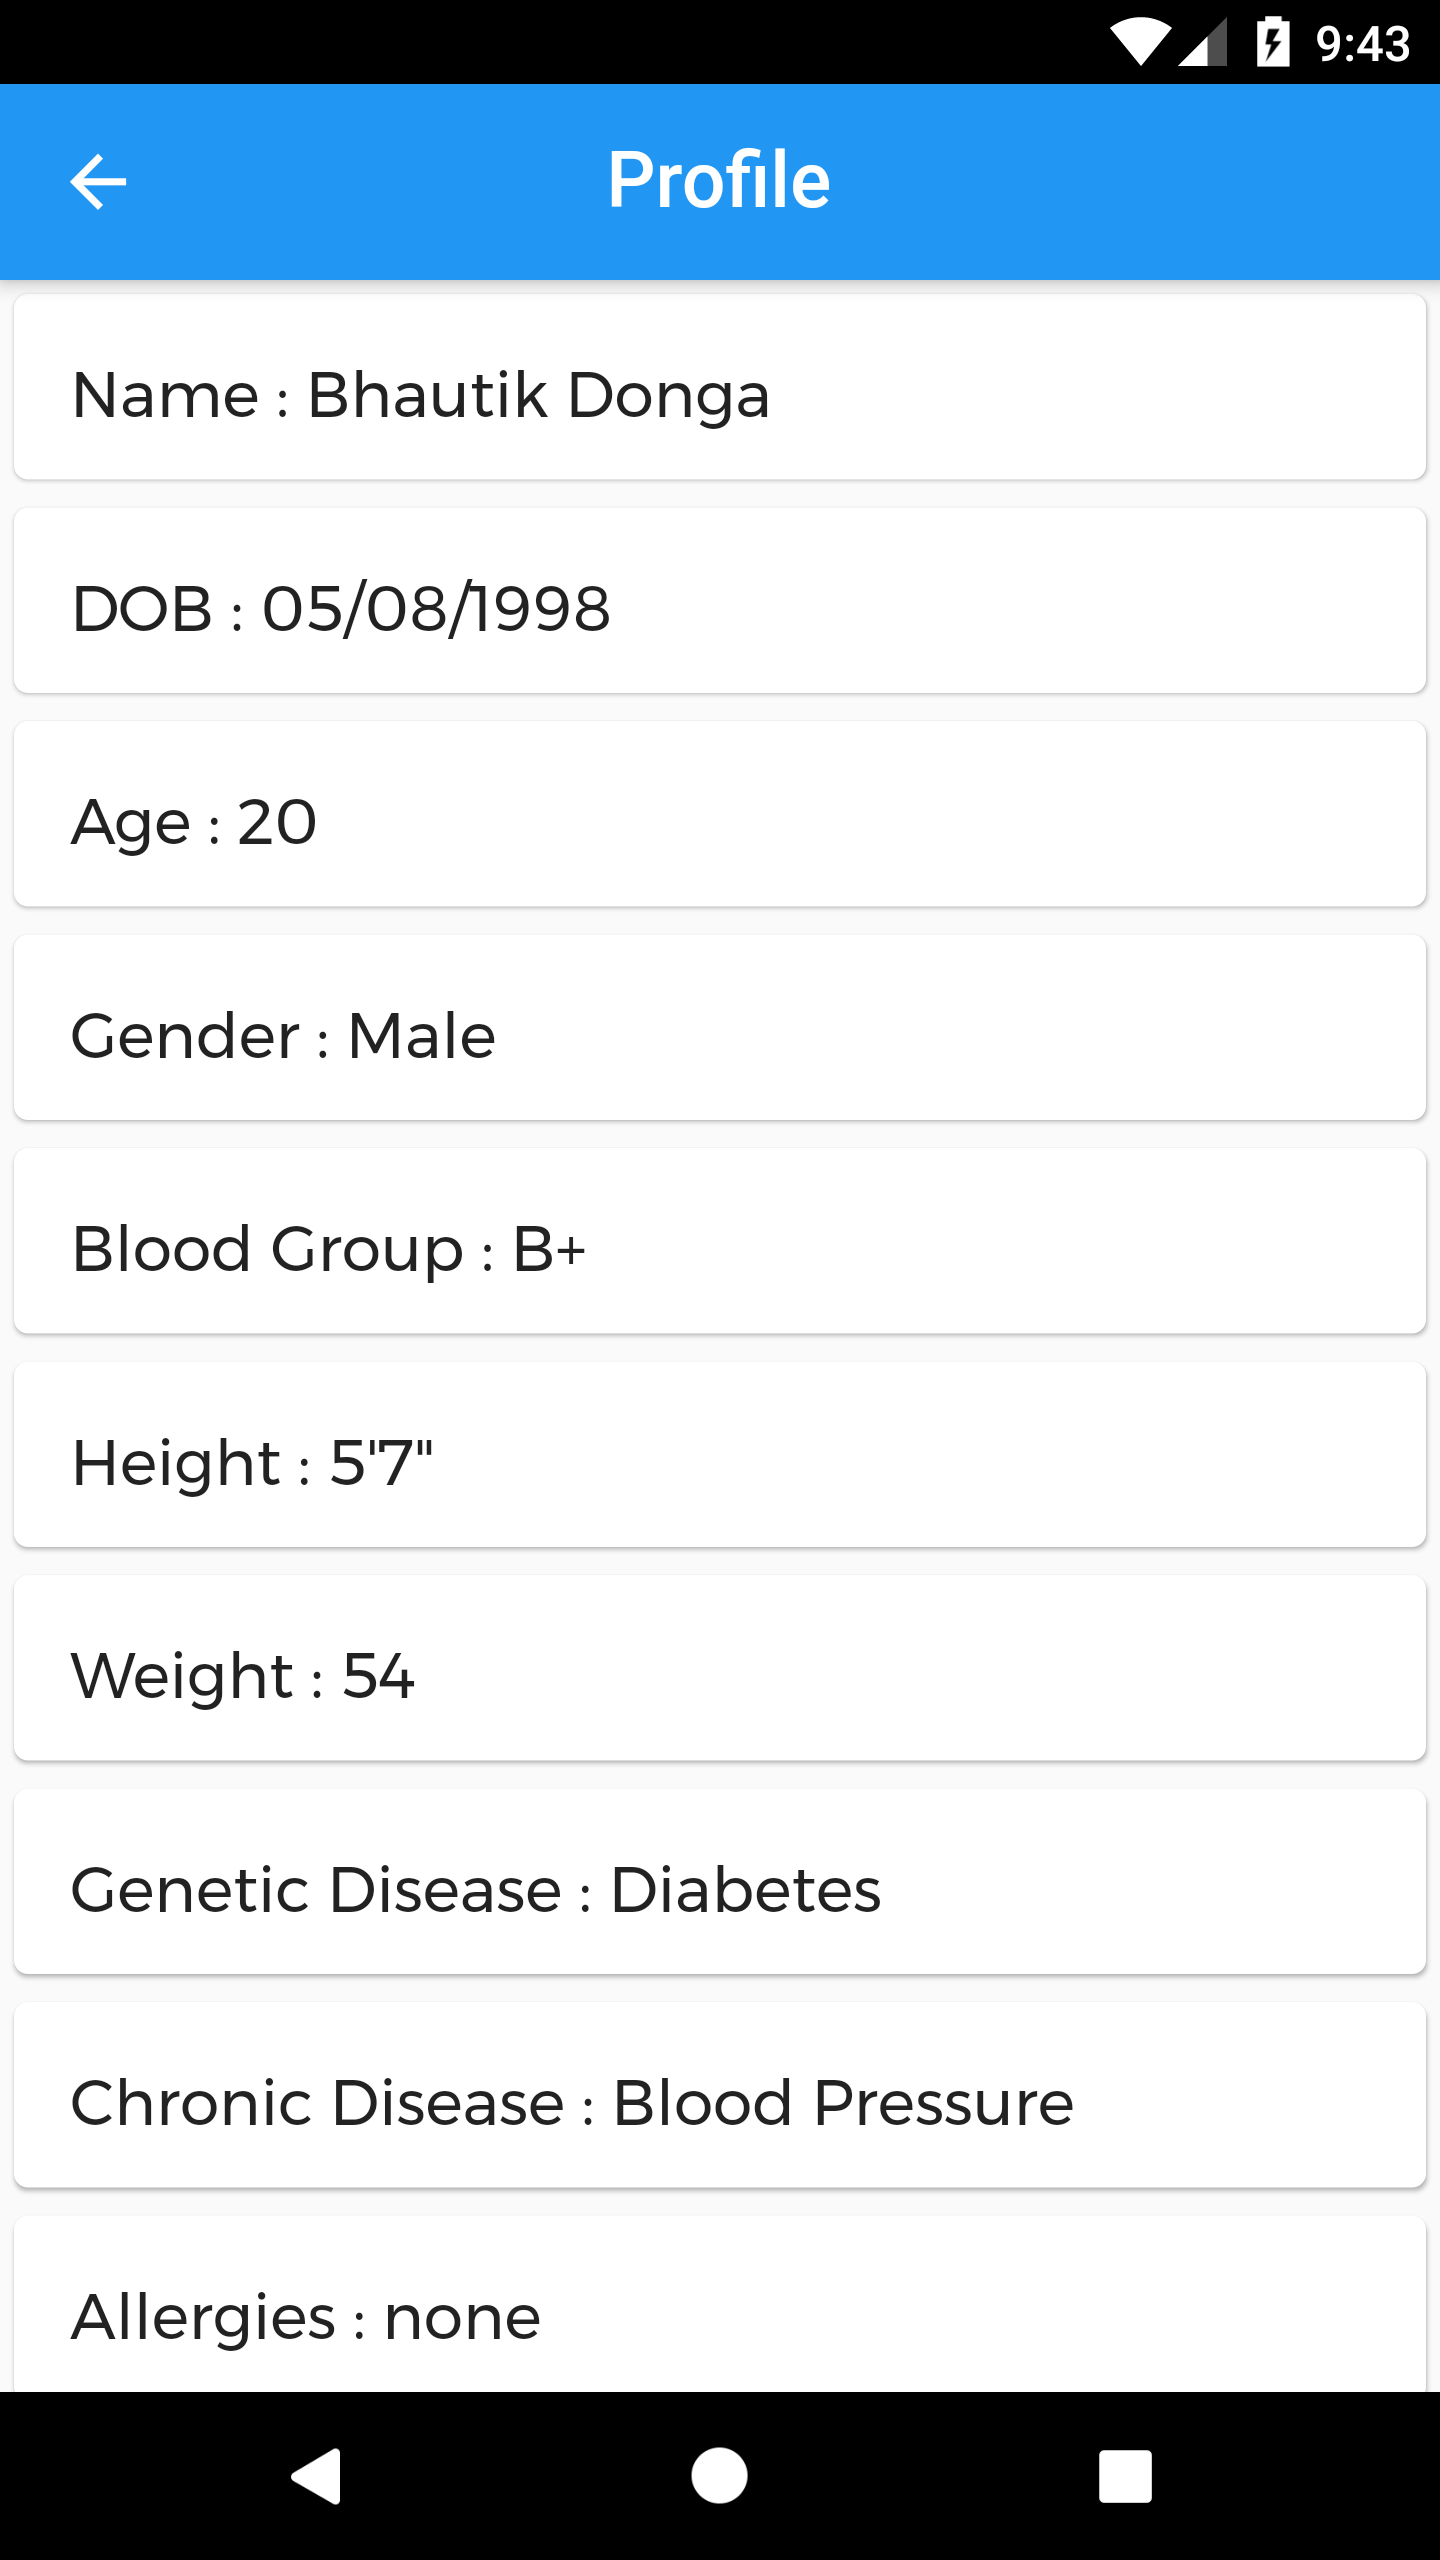 9:43
Profile
Name : Bhautik Donga
DOB : 05/08/1998
Age : 20
Gender : Male
Blood Group : B+
Height : 5'7"
Weight : 54
Genetic Disease : Diabetes
Chronic Disease : Blood Pressure
Allergies : none